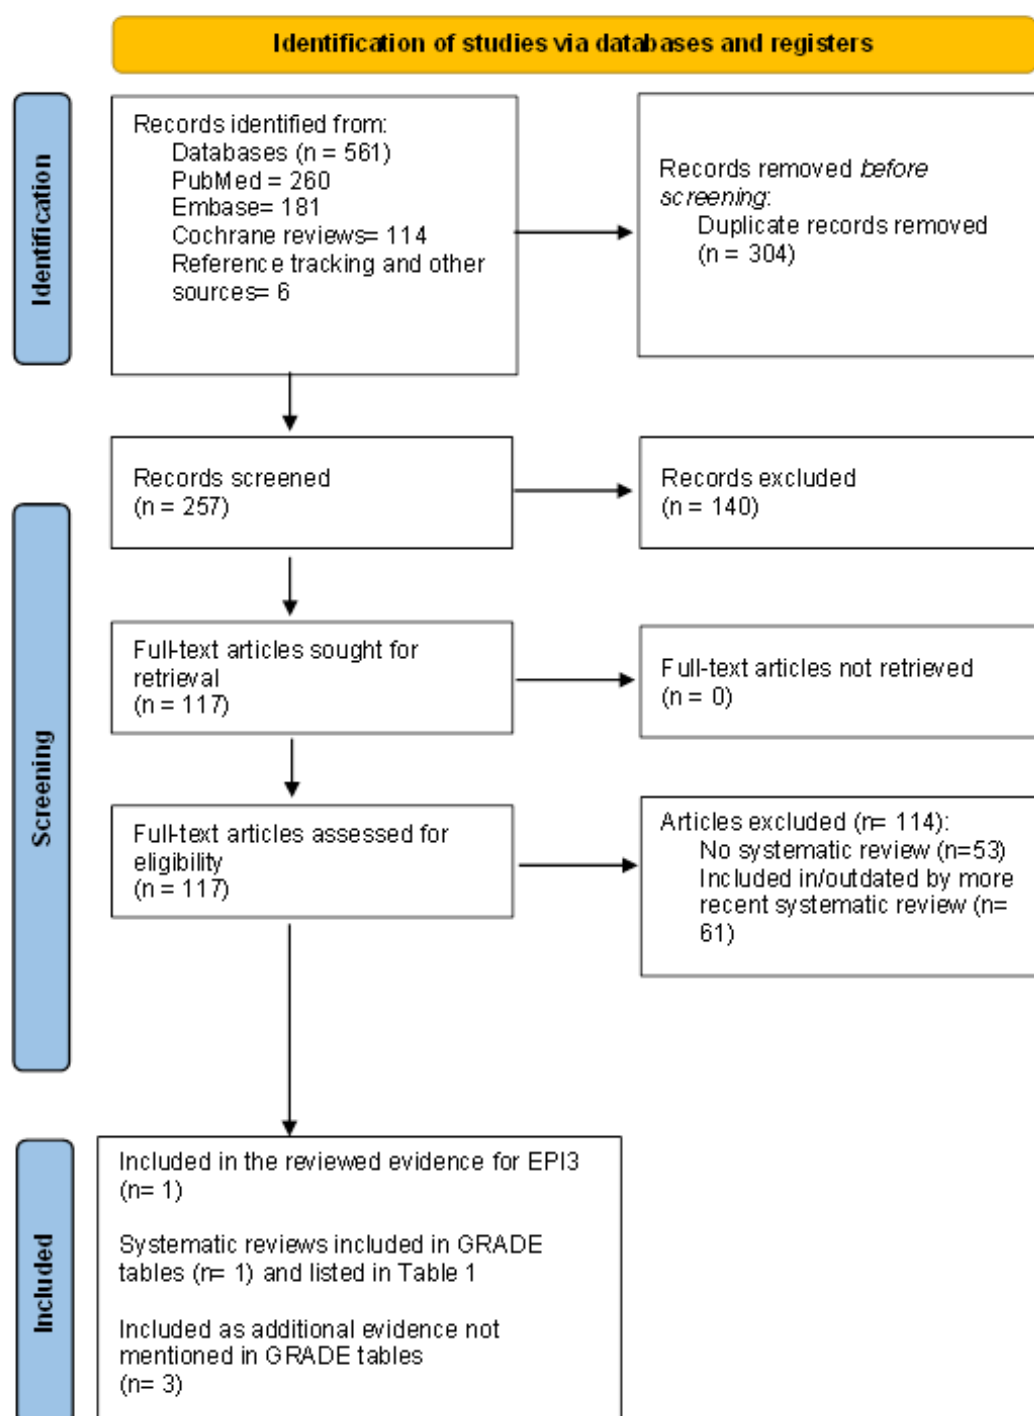 Identification of studies via databases and registers
Identification
Records identified from:
Databases (n = 561)
PubMed = 260
Embase= 181
Cochrane reviews= 114
Reference tracking and other
sources= 6
Records removed before
screening:
Duplicate records removed
(n = 304)
Screening
Records screened
(n = 257)
Records excluded
(n = 140)
Full-text articles sought for
retrieval
(n = 117)
Full-text articles not retrieved
(n = 0)
Full-text articles assessed for
eligibility
(n = 117)
Articles excluded (n= 114):
No systematic review (n=53)
Included in/outdated by more
recent systematic review (n=
61)
Included
Included in the reviewed evidence for EPI3
(n= 1)
Systematic reviews included in GRADE
tables (n= 1) and listed in Table 1
Included as additional evidence not
mentioned in GRADE tables
(n= 3)